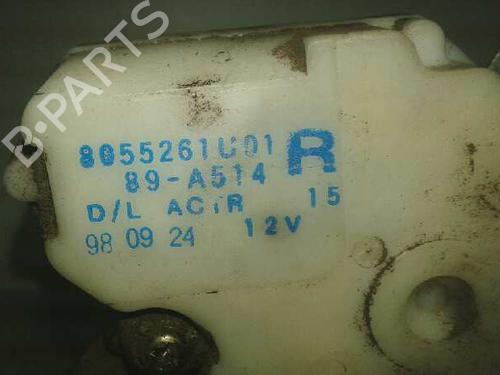 B-PARTS
8055261U01 R
89-A514
D/L ACTR 15
98 09 24 12V